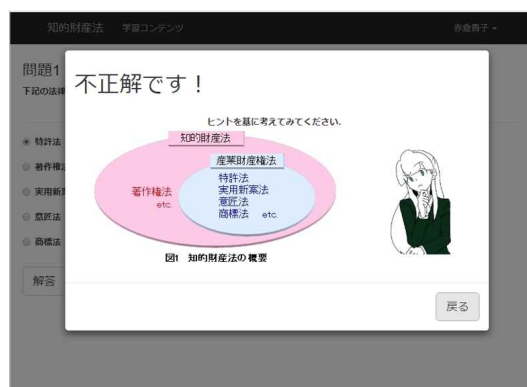 知的財産法 学習コンテンツ 赤倉貴子
問題1
下記の法律
不正解です！
ヒントを基に考えてみてください.
知的財産法
産業財産権法
特許法
実用新案法
意匠法
商標法 etc.
著作権法
etc.
図1 知的財産法の概要
特許法
著作権法
実用新案
意匠法
商標法
解答
戻る